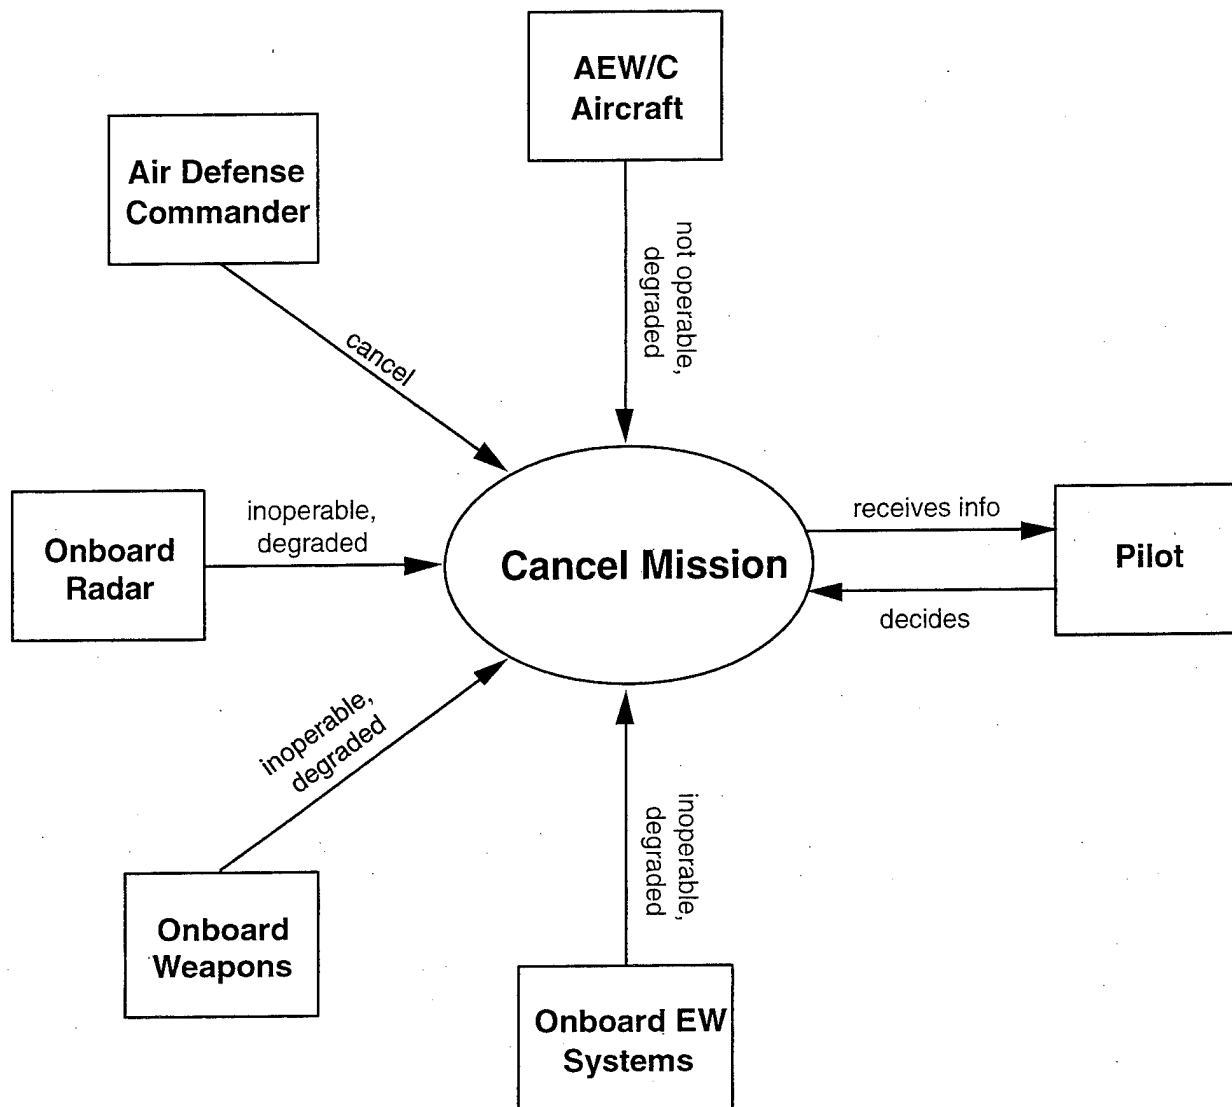 AEW/C
Aircraft
Air Defense
Commander
not operable,
degraded
cancel
Onboard
Radar
inoperable,
degraded
Cancel Mission
receives info
decides
Pilot
inoperable,
degraded
Onboard
Weapons
inoperable,
degraded
Onboard EW
Systems